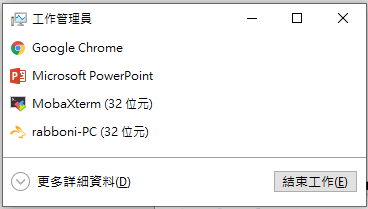 工作管理員
Google Chrome
Microsoft PowerPoint
MobaXterm (32 位元)
rabboni-PC (32 位元)
更多詳細資料(D)
結束工作(E)